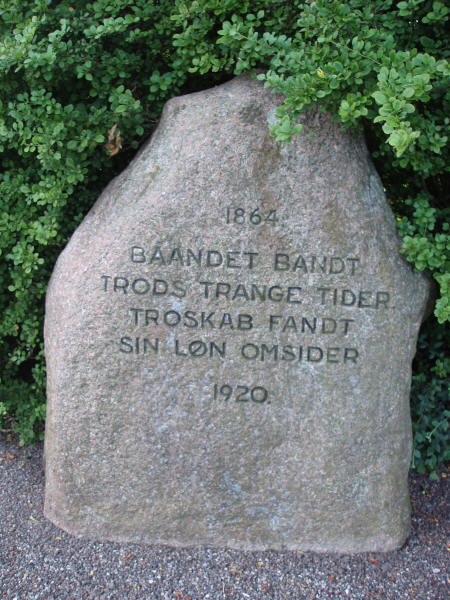 1864.
BAANDET BANDT
TRODS TRANGE TIDER.
TROSKAB FANDT
SIN LØN OMSIDER
1920.